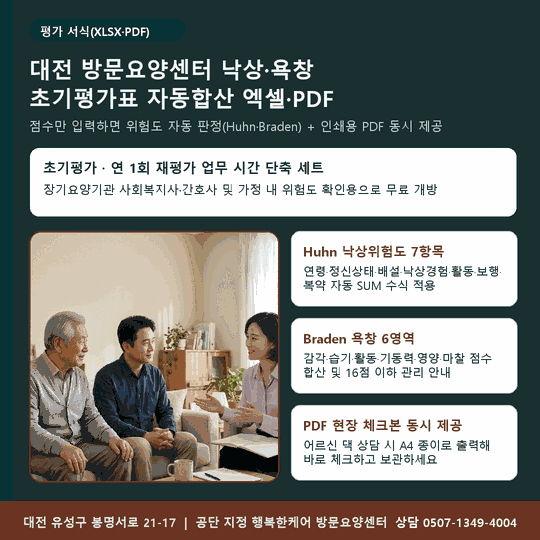 평가 서식(XLSX·PDF)
대전 방문요양센터 낙상·욕창
초기평가표 자동합산 엑셀·PDF
점수만 입력하면 위험도 자동 판정(Huhn·Braden) + 인쇄용 PDF 동시 제공
초기평가 · 연 1회 재평가 업무 시간 단축 세트
장기요양기관 사회복지사·간호사 및 가정 내 위험도 확인용으로 무료 개방
Huhn 낙상위험도 7항목
연령·정신상태·배설·낙상경험·활동·보행·
복약 자동 SUM 수식 적용
Braden 욕창 6영역
감각·습기·활동·기동력·영양·마찰 점수
합산 및 16점 이하 관리 안내
PDF 현장 체크본 동시 제공
어르신 댁 상담 시 A4 종이로 출력해
바로 체크하고 보관하세요
대전 유성구 봉명서로 21-17 | 공단 지정 행복한케어 방문요양센터 상담 0507-1349-4004